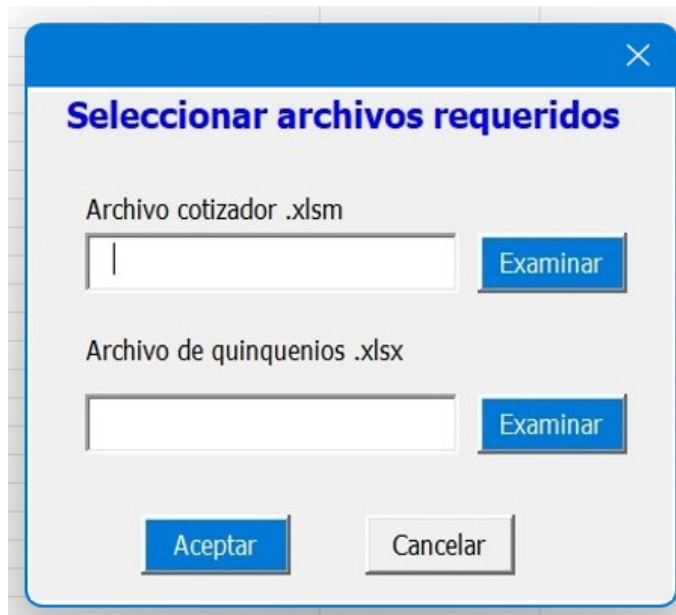 Seleccionar archivos requeridos
Archivo cotizador .xlsm
Examinar
Archivo de quinquenios .xlsx
Examinar
Aceptar
Cancelar